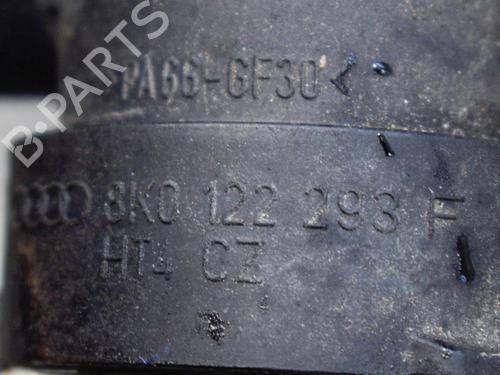 B-PARTS
PA66-GF30<
8K0 122 293 F
HT4 CZ